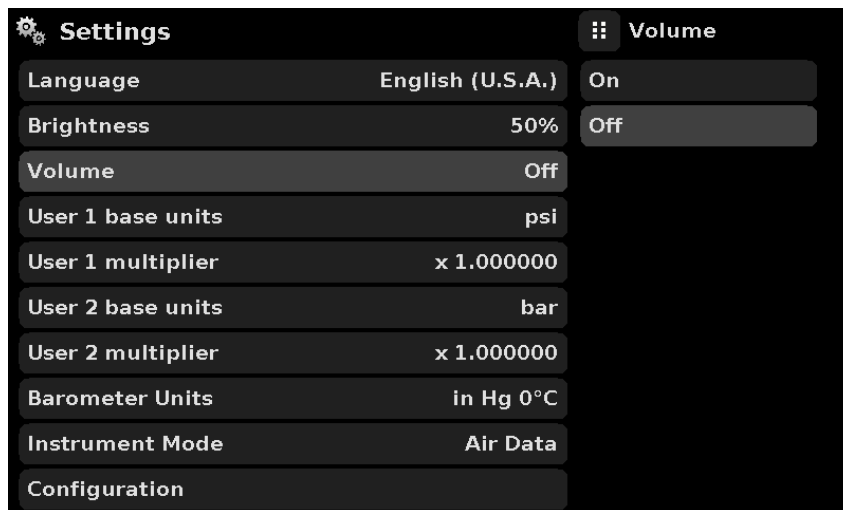 Settings
Language English (U.S.A.)
Brightness 50%
Volume Off
User 1 base units psi
User 1 multiplier x 1.000000
User 2 base units bar
User 2 multiplier x 1.000000
Barometer Units in Hg 0°C
Instrument Mode Air Data
Configuration
Volume
On
Off